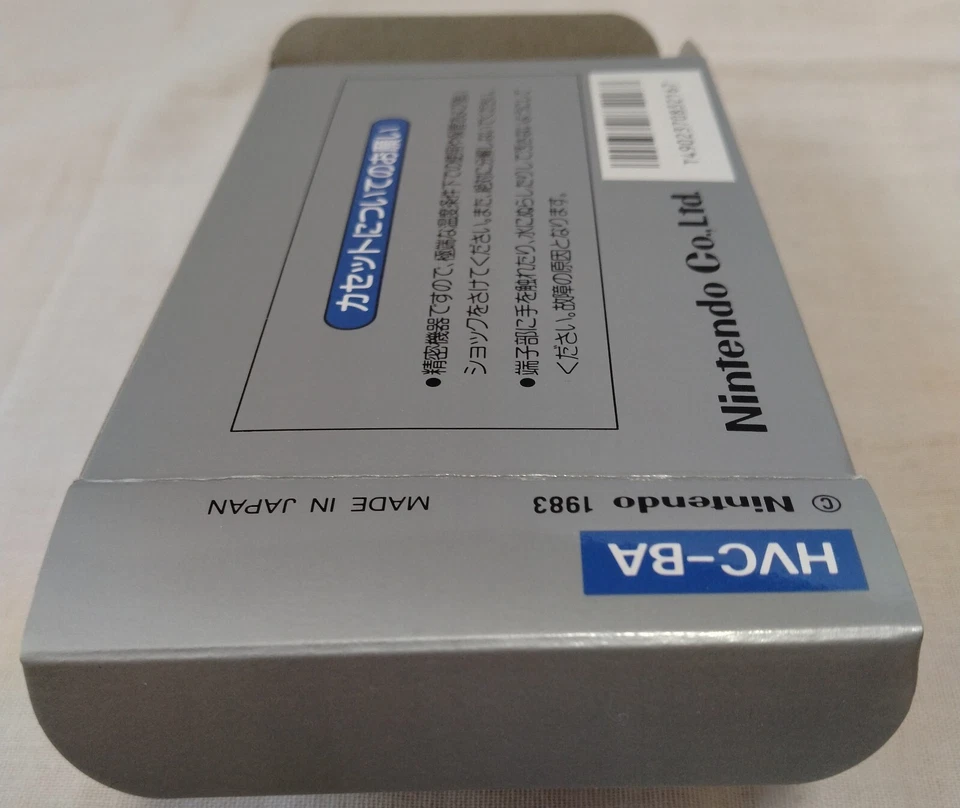 カセットについてのお願い
●精密機器ですので、極端な温度条件下での使用や保管および強い
ショックをさけてください。また、絶対に分解しないでください。
●端子部に手を触れたり、水にぬらしたりして汚さないようにして
ください。故障の原因となります。
T4902370832167
Nintendo Co.,Ltd.
© Nintendo 1983 MADE IN JAPAN
HVC-BA